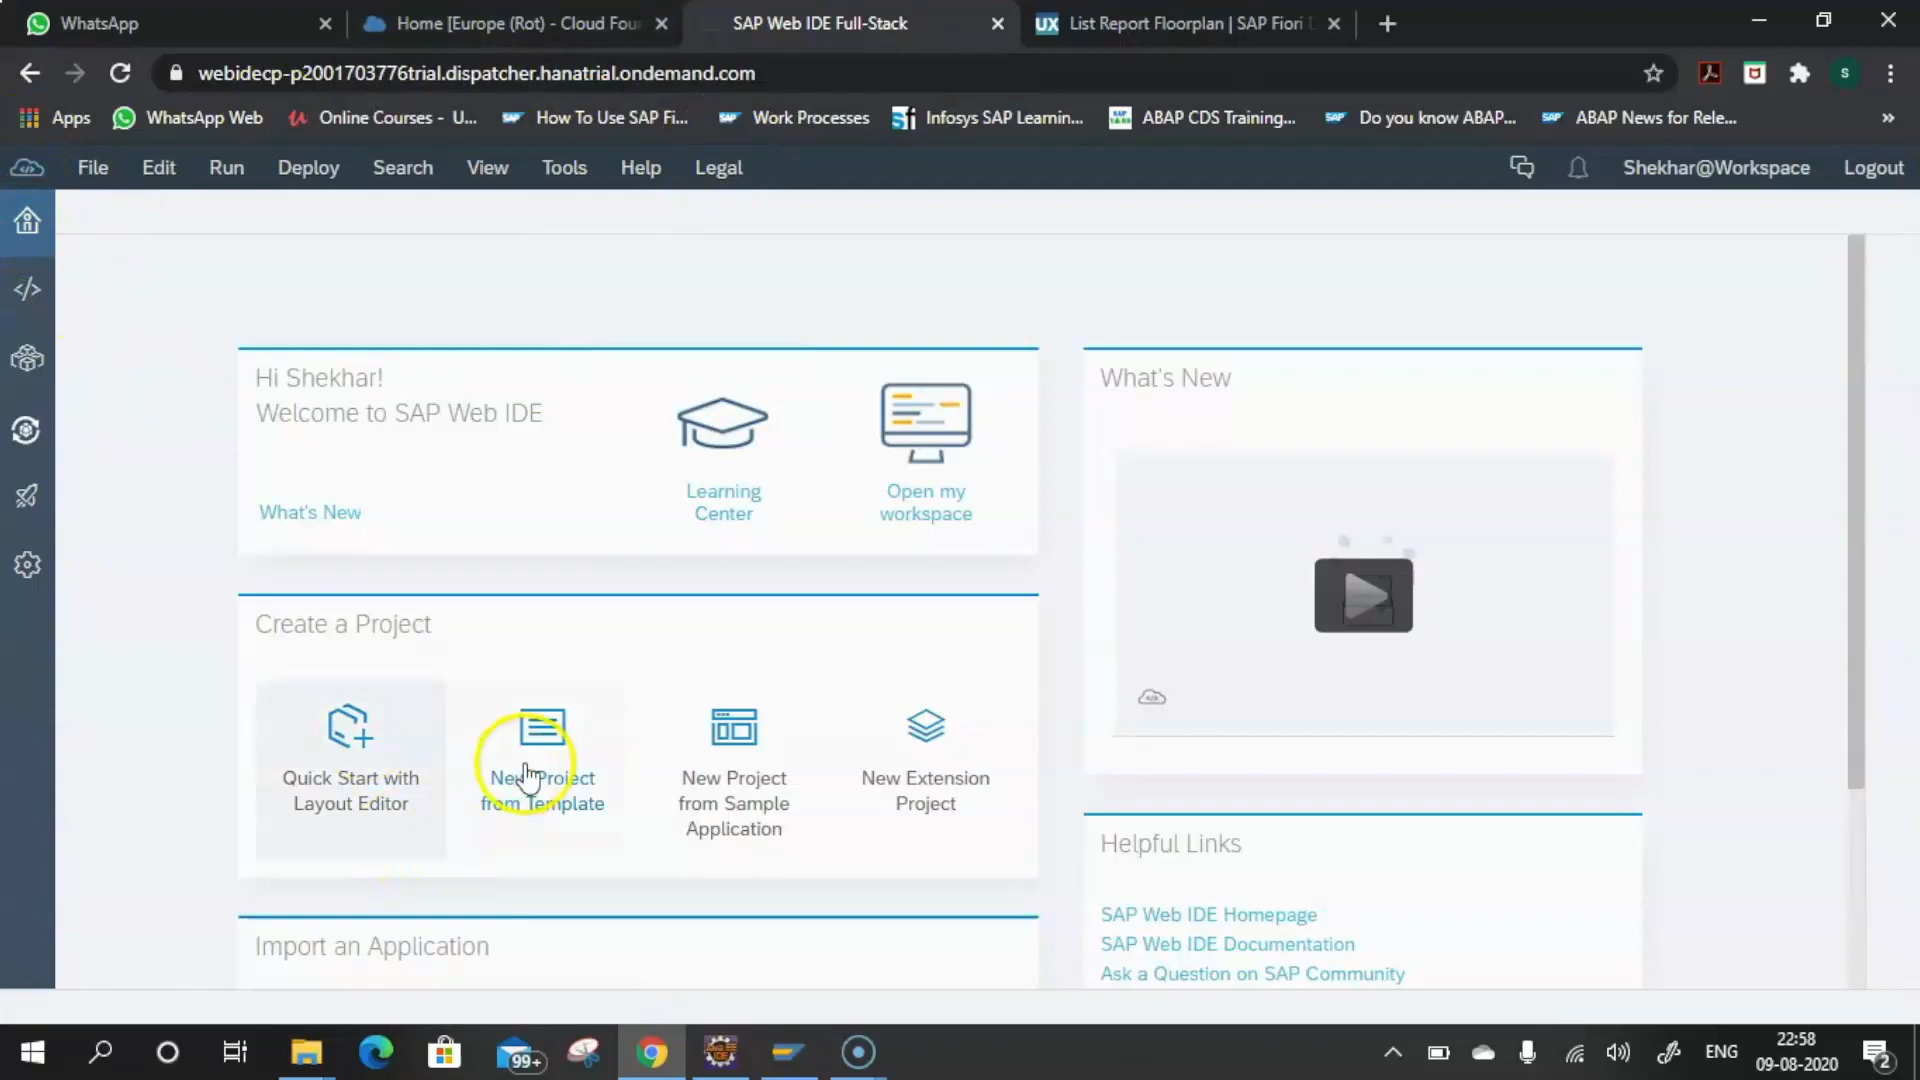 WhatsApp
Home [Europe (Rot) - Cloud Fou
SAP Web IDE Full-Stack
UX List Report Floorplan | SAP Fiori
webidecp-p2001703776trial.dispatcher.hanatrial.ondemand.com
S
Apps
WhatsApp Web
Online Courses - U...
SAP How To Use SAP Fi...
SAP Work Processes
Infosys SAP Learnin...
ABAP CDS Training...
SAP Do you know ABAP...
SAP ABAP News for Rele...
»
File
Edit
Run
Deploy
Search
View
Tools
Help
Legal
Shekhar@Workspace
Logout
Hi Shekhar!
Welcome to SAP Web IDE
What's New
Learning
Center
Open my
workspace
What's New
Create a Project
Quick Start with
Layout Editor
New Project
from Template
New Project
from Sample
Application
New Extension
Project
Helpful Links
SAP Web IDE Homepage
SAP Web IDE Documentation
Ask a Question on SAP Community
Import an Application
99+
ENG
22:58
09-08-2020
2